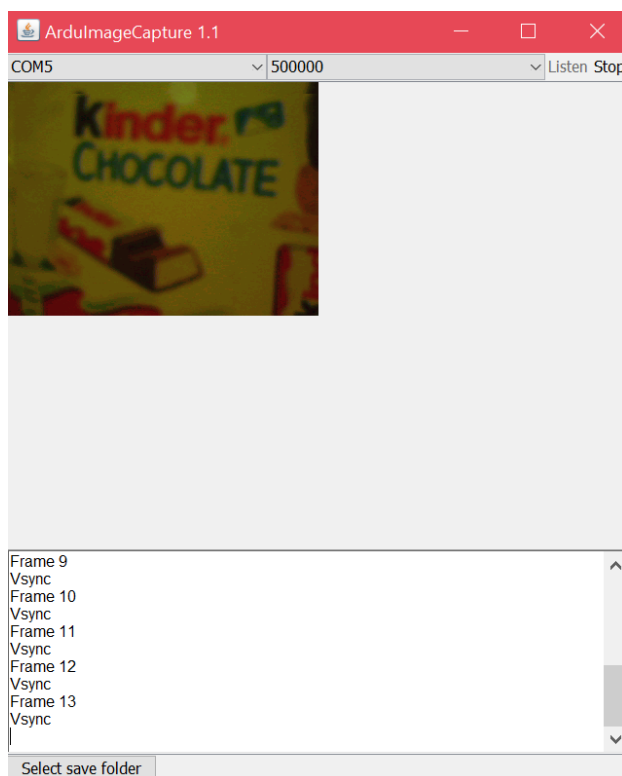 ArduImageCapture 1.1
COM5 500000 Listen Stop
kinder
CHOCOLATE
Frame 9
Vsync
Frame 10
Vsync
Frame 11
Vsync
Frame 12
Vsync
Frame 13
Vsync
Select save folder